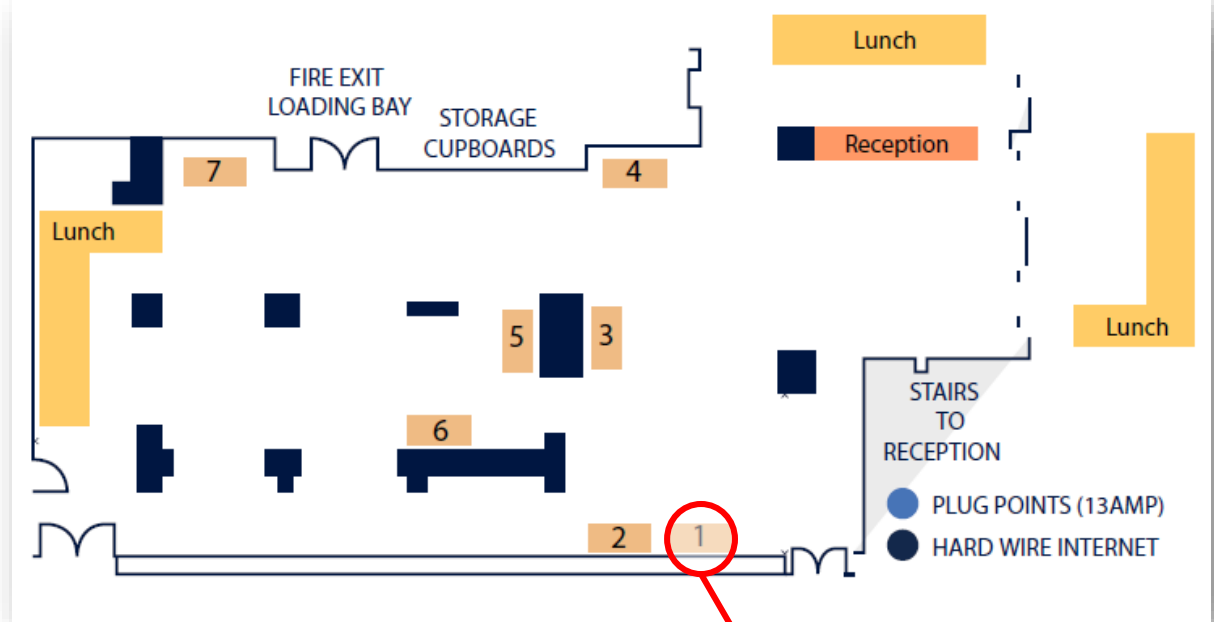 Lunch
FIRE EXIT
LOADING BAY
STORAGE
CUPBOARDS
Reception
7
4
Lunch
5
3
Lunch
STAIRS
TO
RECEPTION
6
PLUG POINTS (13AMP)
2
1
HARD WIRE INTERNET